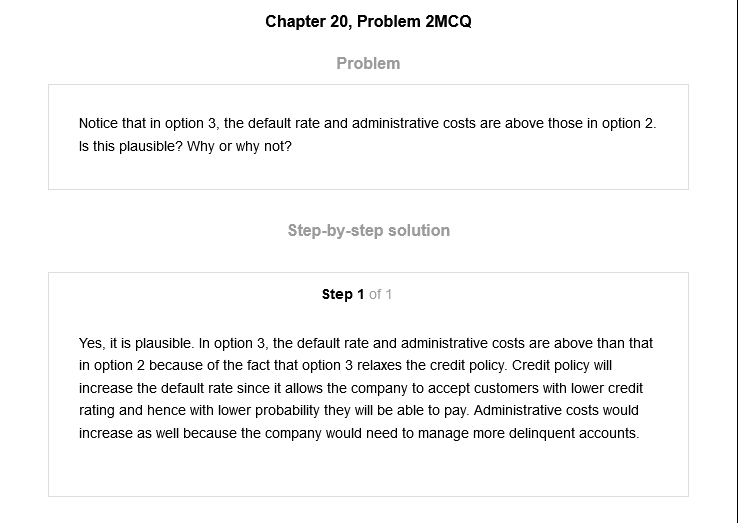 Chapter 20, Problem 2MCQ
Problem
Notice that in option 3, the default rate and administrative costs are above those in option 2.
Is this plausible? Why or why not?
Step-by-step solution
Step 1 of 1
Yes, it is plausible. In option 3, the default rate and administrative costs are above than that
in option 2 because of the fact that option 3 relaxes the credit policy. Credit policy will
increase the default rate since it allows the company to accept customers with lower credit
rating and hence with lower probability they will be able to pay. Administrative costs would
increase as well because the company would need to manage more delinquent accounts.